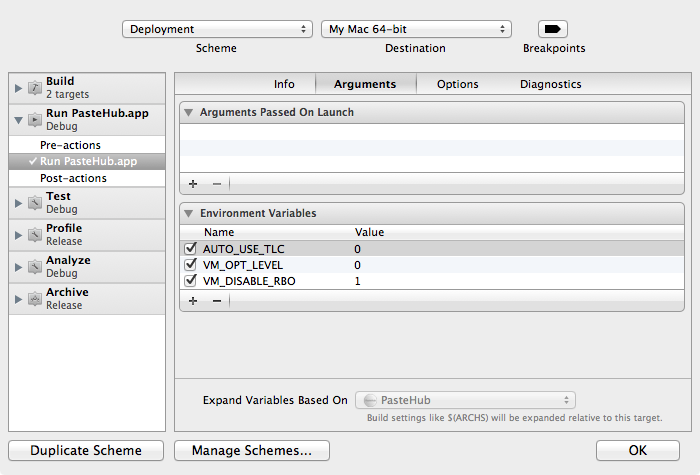 Deployment
My Mac 64-bit
Scheme
Destination
Breakpoints
Build
2 targets
Run PasteHub.app
Debug
Pre-actions
✓ Run PasteHub.app
Post-actions
Test
Debug
Profile
Release
Analyze
Debug
Archive
Release
Info
Arguments
Options
Diagnostics
Arguments Passed On Launch
+ −
Environment Variables
Name Value
AUTO_USE_TLC 0
VM_OPT_LEVEL 0
VM_DISABLE_RBO 1
+ −
Expand Variables Based On PasteHub
Build settings like $(ARCHS) will be expanded relative to this target.
Duplicate Scheme
Manage Schemes...
OK